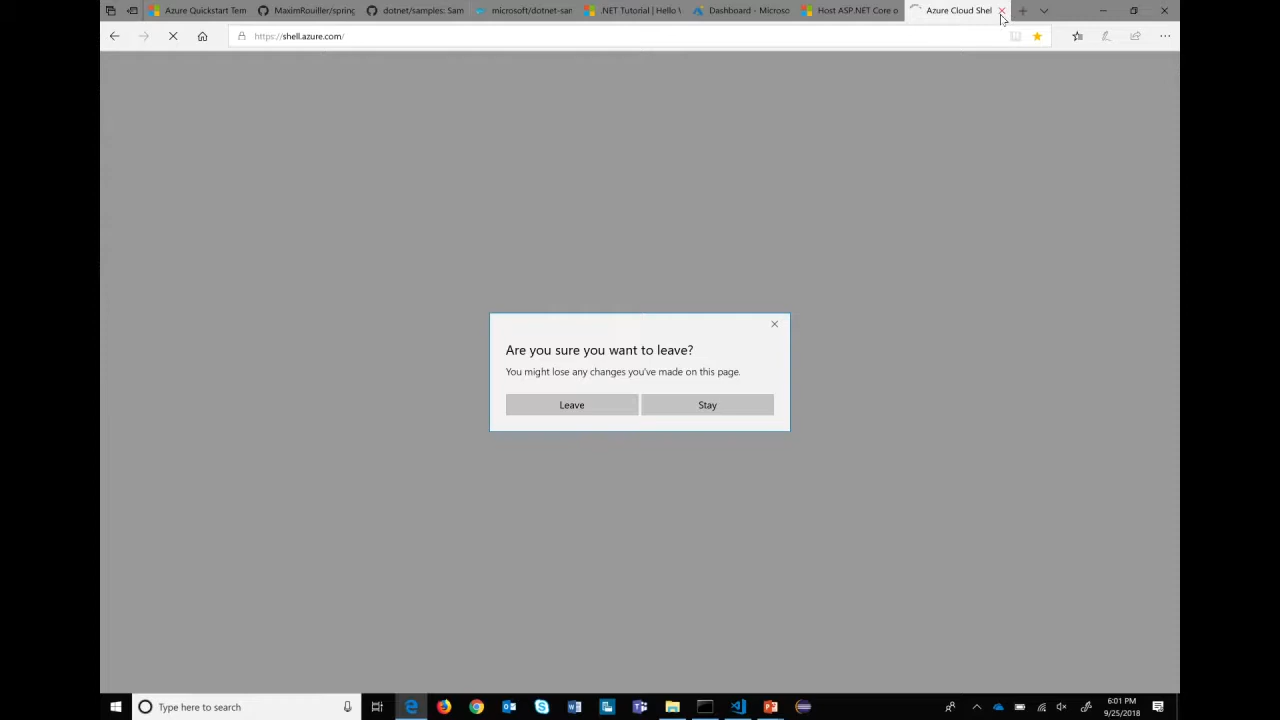 Azure Quickstart Tem
MaximRouiller/spring
dotnet/samples: Sam
microsoft/dotnet-sam
.NET Tutorial | Hello W
Dashboard - Microso
Host ASP.NET Core o
Azure Cloud Shel
https://shell.azure.com/
Are you sure you want to leave?
You might lose any changes you've made on this page.
Leave
Stay
Type here to search
6:01 PM
9/25/2018